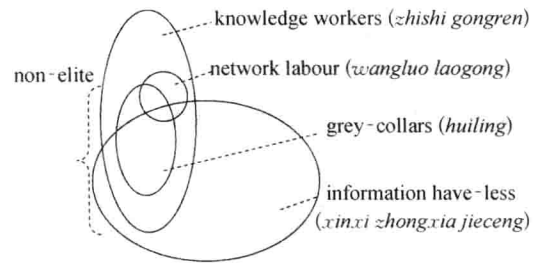 knowledge workers (zhishi gongren)
non-elite
network labour (wangluo laogong)
grey-collars (huiling)
information have-less
(xinxi zhongxia jieceng)